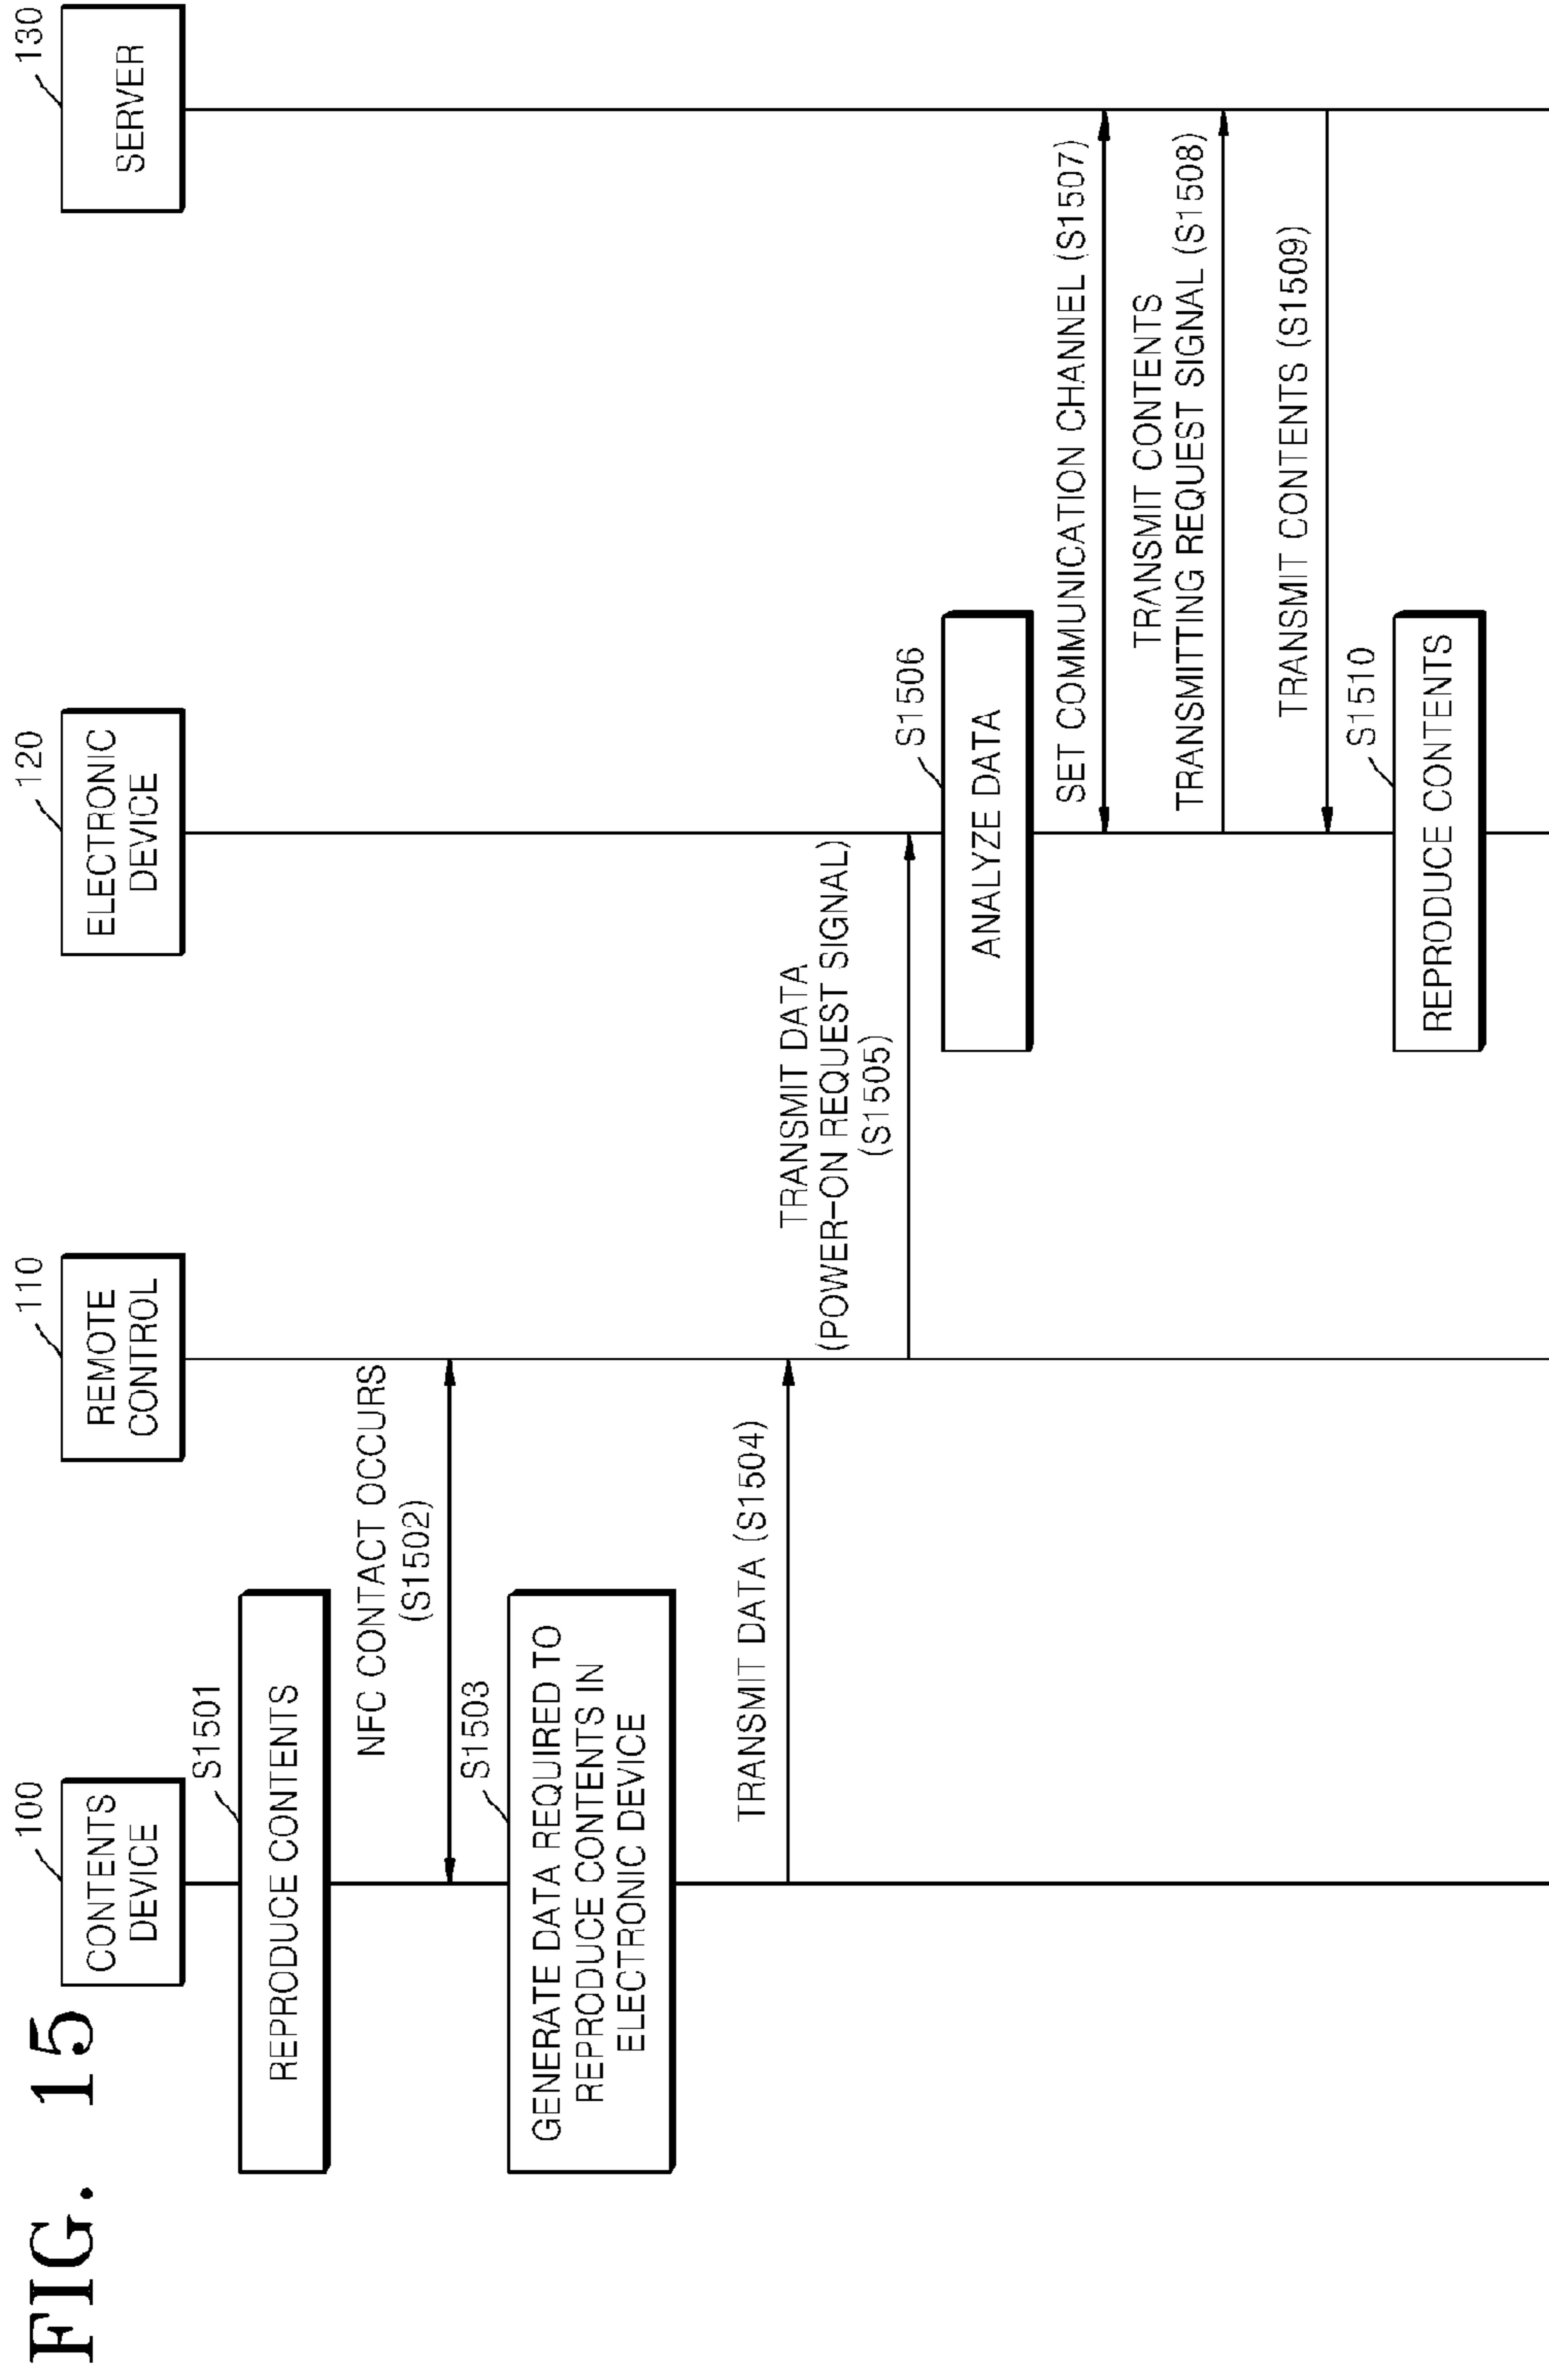 FIG. 15
100
CONTENTS
DEVICE
110
REMOTE
CONTROL
120
ELECTRONIC
DEVICE
130
SERVER
S1501
REPRODUCE CONTENTS
NFC CONTACT OCCURS
(S1502)
S1503
GENERATE DATA REQUIRED TO
REPRODUCE CONTENTS IN
ELECTRONIC DEVICE
TRANSMIT DATA (S1504)
TRANSMIT DATA
(POWER-ON REQUEST SIGNAL)
(S1505)
S1506
ANALYZE DATA
SET COMMUNICATION CHANNEL (S1507)
TRANSMIT CONTENTS
TRANSMITTING REQUEST SIGNAL (S1508)
TRANSMIT CONTENTS (S1509)
S1510
REPRODUCE CONTENTS